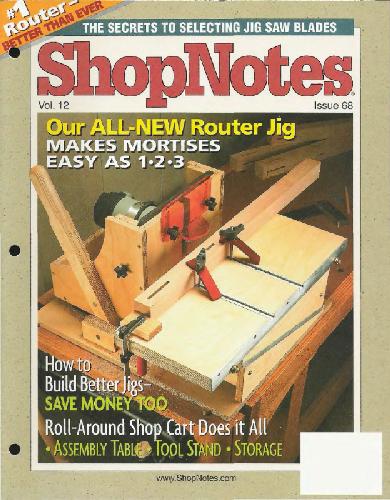 #1
Router -
BETTER THAN EVER
THE SECRETS TO SELECTING JIG SAW BLADES
ShopNotes®
Vol. 12
Issue 68
Our ALL-NEW Router Jig
MAKES MORTISES
EASY AS 1•2•3
How to
Build Better Jigs–
SAVE MONEY TOO
Roll-Around Shop Cart Does it All
• ASSEMBLY TABLE • TOOL STAND • STORAGE
www.ShopNotes.com